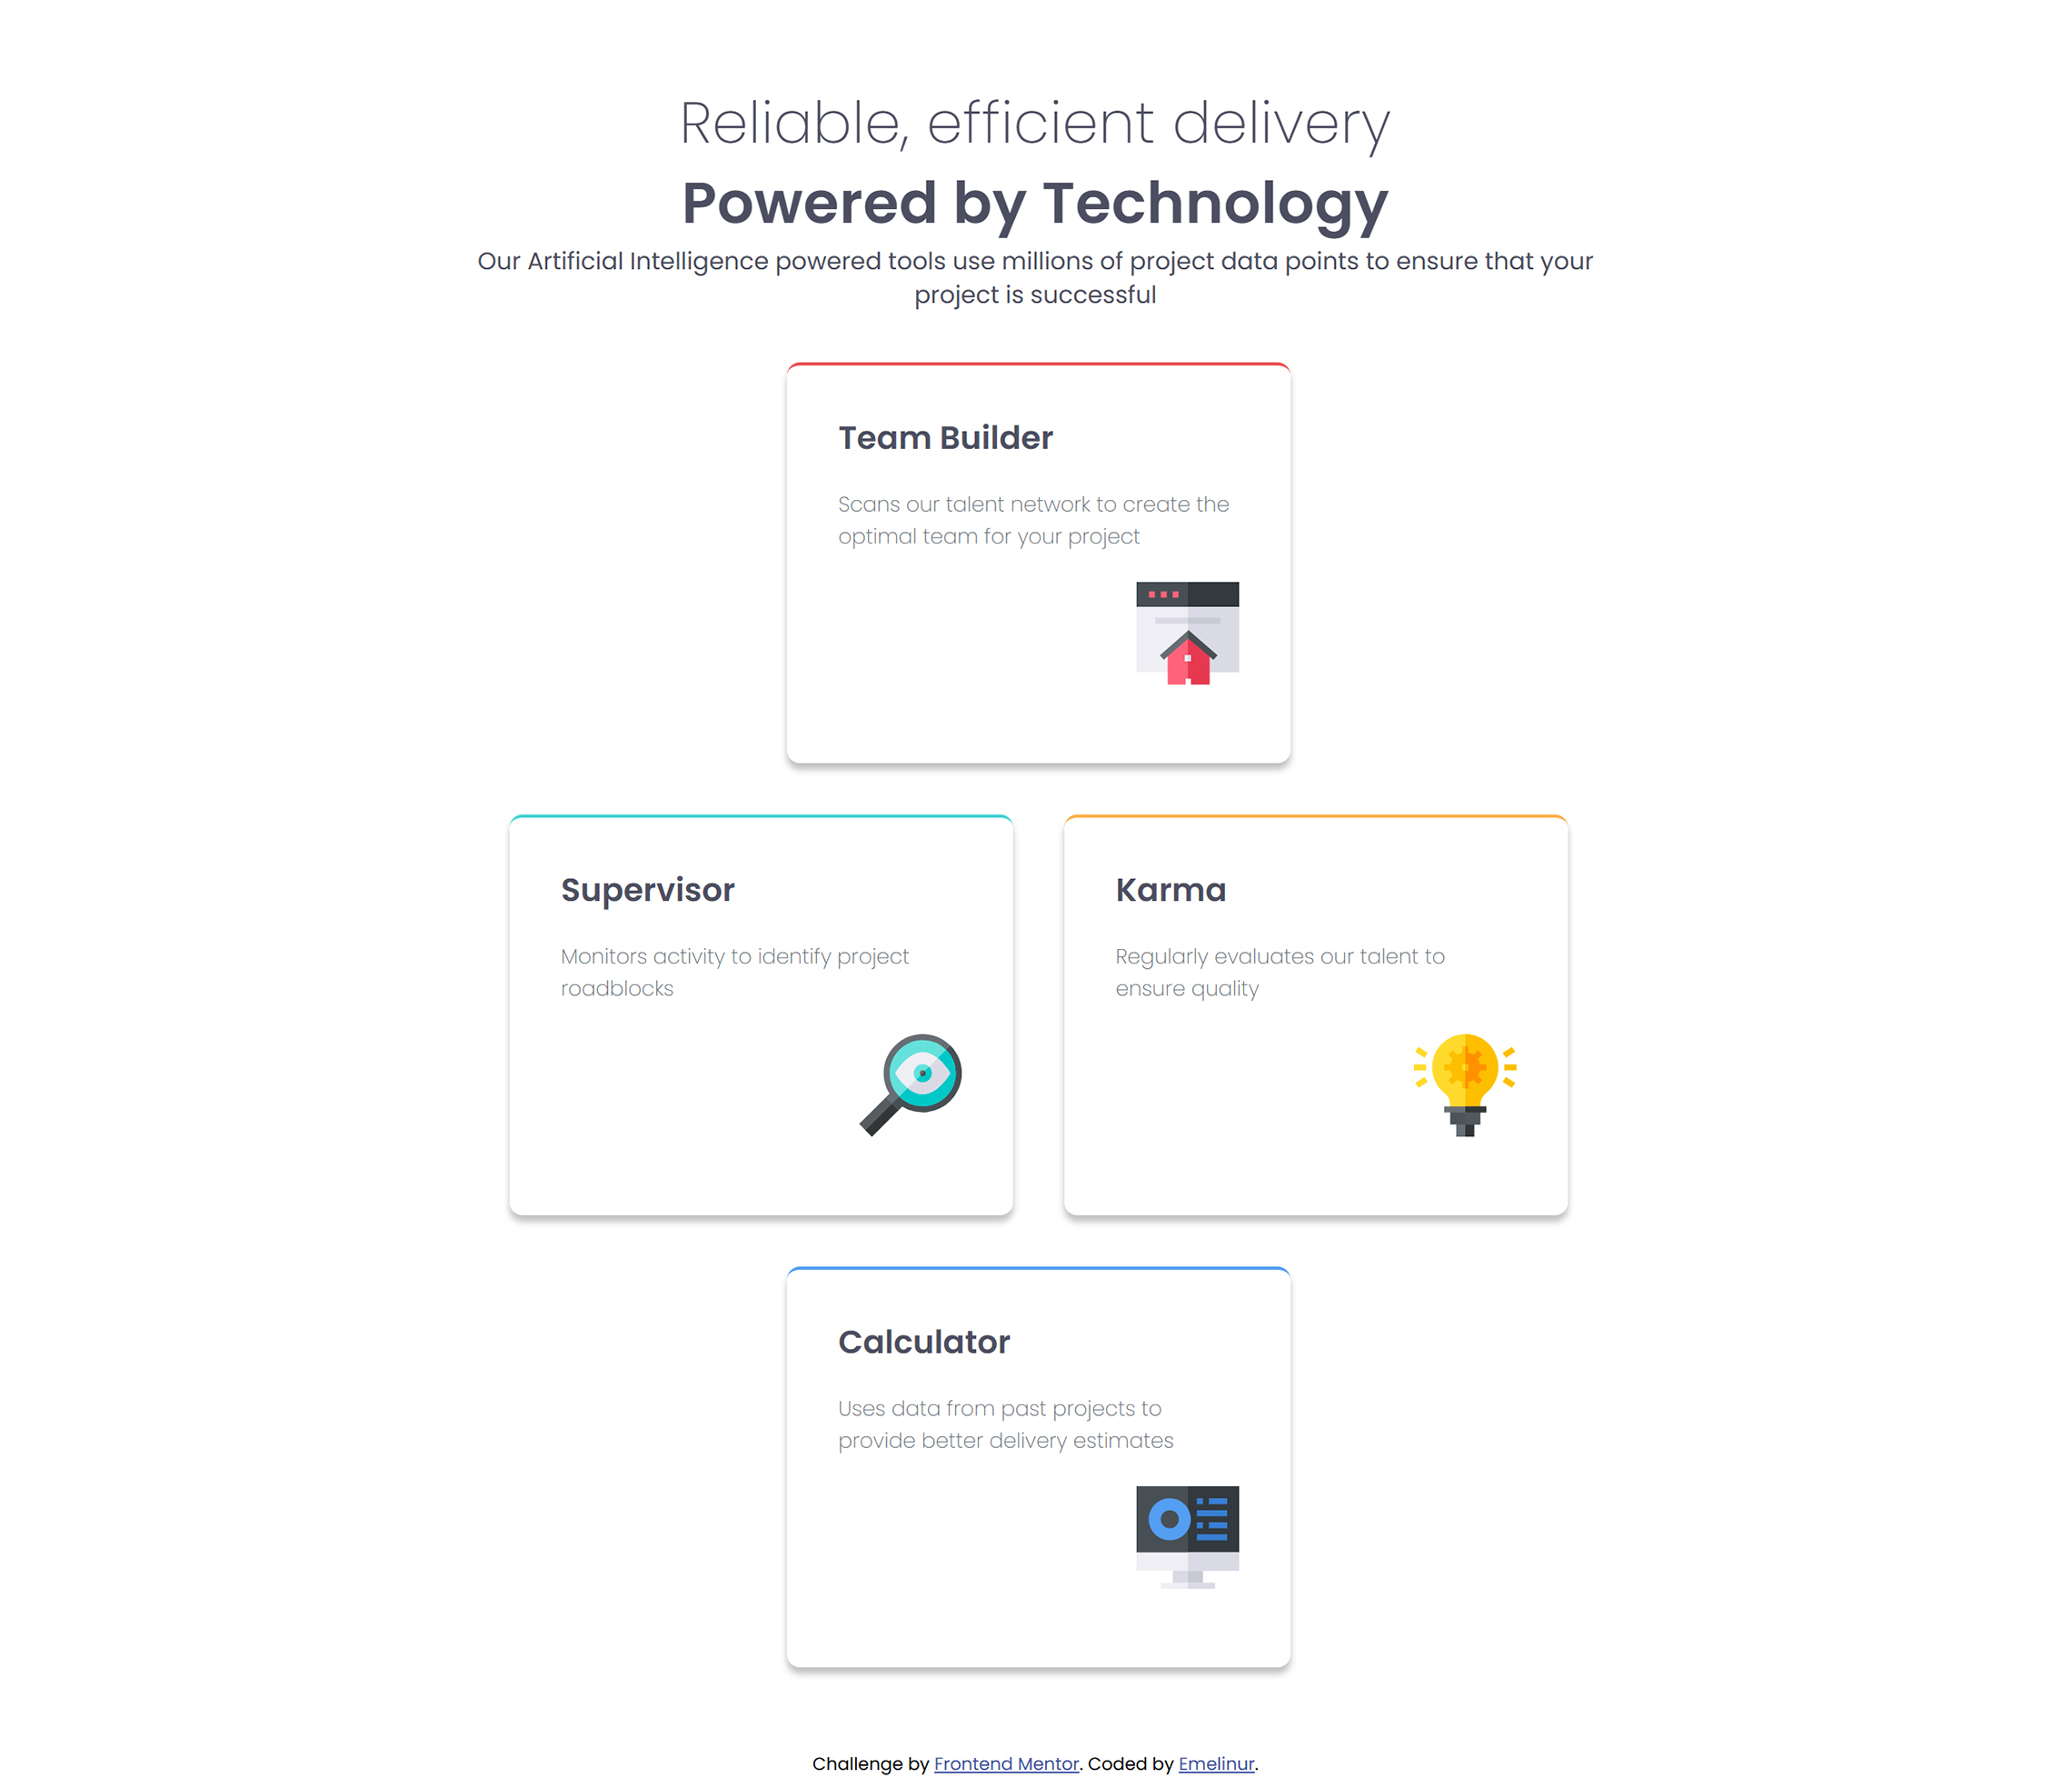 Reliable, efficient delivery
Powered by Technology
Our Artificial Intelligence powered tools use millions of project data points to ensure that your
project is successful
Team Builder
Scans our talent network to create the
optimal team for your project
Supervisor
Monitors activity to identify project
roadblocks
Karma
Regularly evaluates our talent to
ensure quality
Calculator
Uses data from past projects to
provide better delivery estimates
Challenge by Frontend Mentor. Coded by Emelinur.